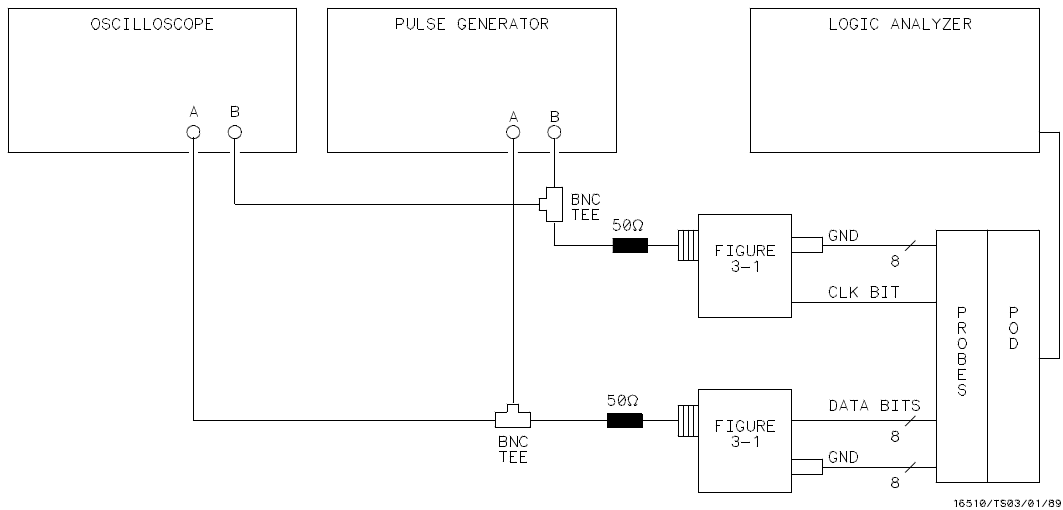 OSCILLOSCOPE
A B
PULSE GENERATOR
A B
LOGIC ANALYZER
BNC
TEE
50Ω
FIGURE
3-1
GND
8
CLK BIT
PROBES
POD
BNC
TEE
50Ω
FIGURE
3-1
DATA BITS
8
GND
8
16510/TS03/01/89